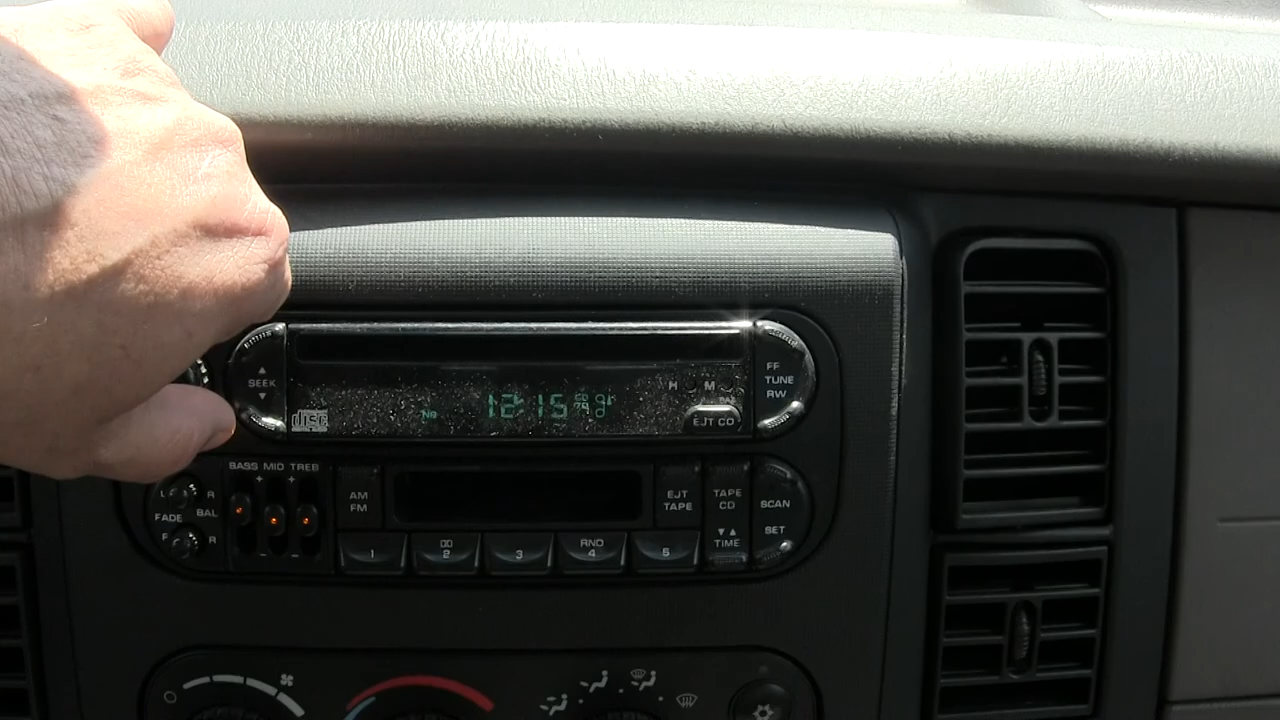 SEEK
disc
12:15
H M
EJT CD
FF
TUNE
RW
BASS MID TREB
+ +
- -
L R
BAL
FADE
F R
AM
FM
EJT
TAPE
TAPE
CD
TIME
SCAN
SET
1
2
3
RND
4
5